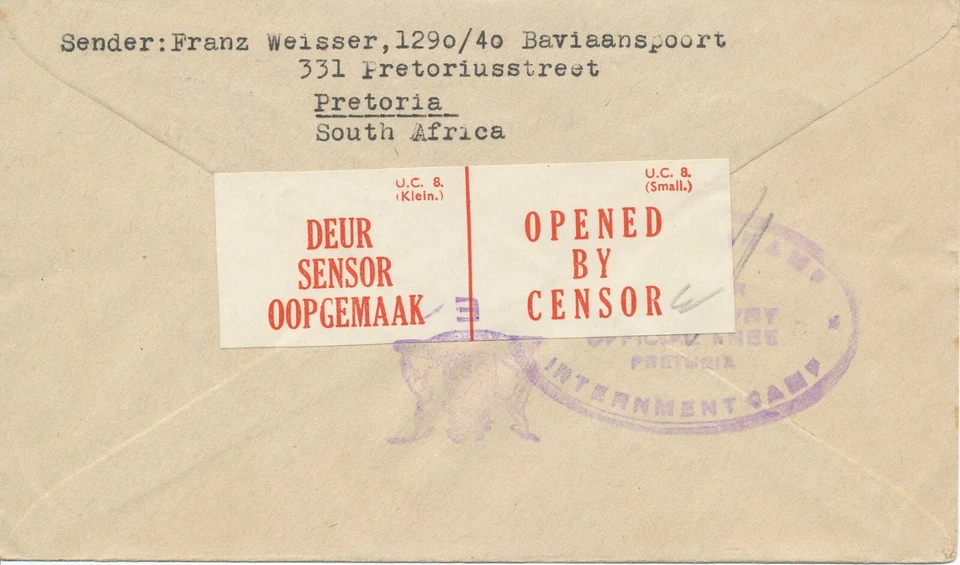 Sender:Franz Weisser,1290/40 Baviaanspoort
331 Pretoriusstreet
Pretoria
South Africa
U.C. 8.
(Klein.)
DEUR
SENSOR
OOPGEMAAK
U.C. 8.
(Small.)
OPENED
BY
CENSOR
CAMP
PRETORIA
INTERNMENT CAMP